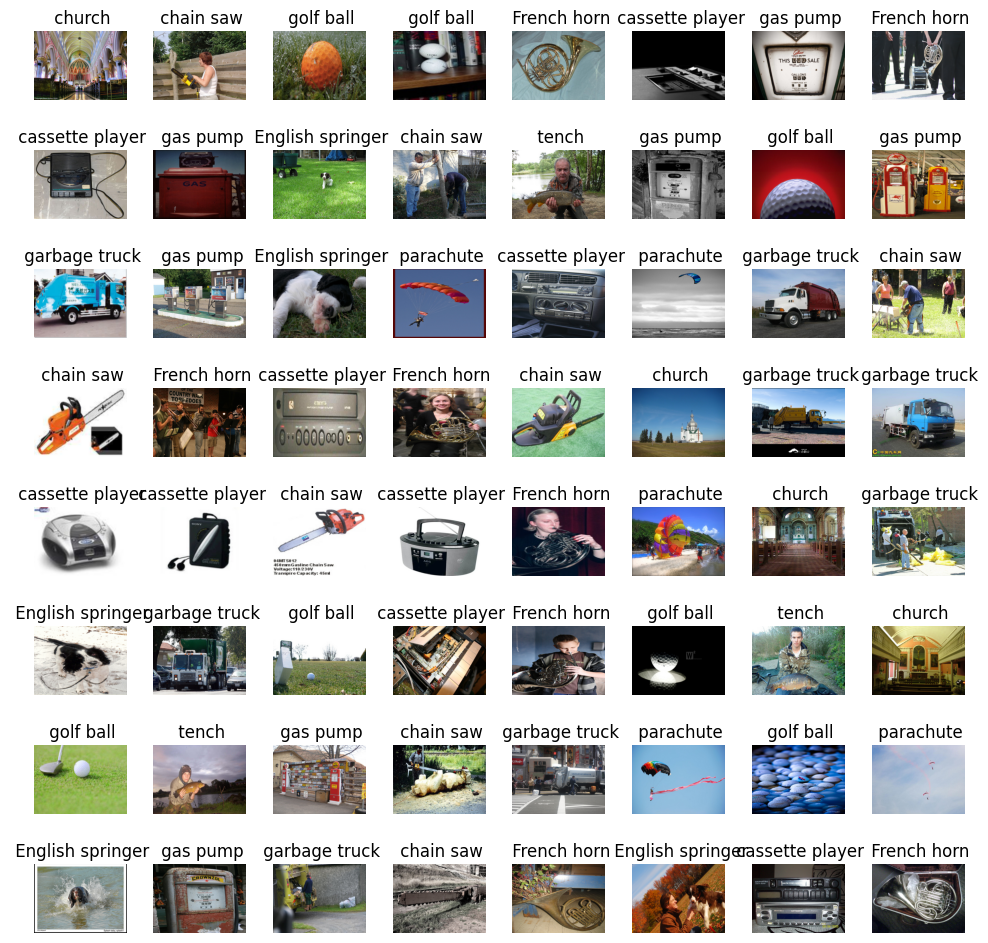 church chain saw golf ball golf ball French horn cassette player gas pump French horn
THIS SALE
cassette player gas pump English springer chain saw tench gas pump golf ball gas pump
GAS
garbage truck gas pump English springer parachute cassette player parachute garbage truck chain saw
chain saw French horn cassette player French horn chain saw church garbage truck garbage truck
cassette player cassette player chain saw cassette player French horn parachute church garbage truck
English springer garbage truck golf ball cassette player French horn golf ball tench church
golf ball tench gas pump chain saw garbage truck parachute golf ball parachute
English springer gas pump garbage truck chain saw French horn English springer cassette player French horn